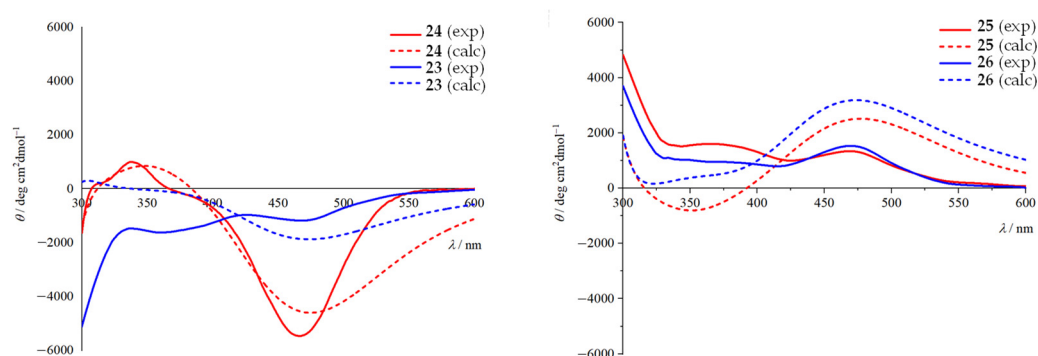 6000
4000
2000
0
−2000
−4000
−6000
300
350
400
450
500
550
600
θ / deg cm²dmol⁻¹
λ / nm
24 (exp)
24 (calc)
23 (exp)
23 (calc)
6000
4000
2000
0
−2000
−4000
−6000
300
350
400
450
500
550
600
θ / deg cm²dmol⁻¹
λ / nm
25 (exp)
25 (calc)
26 (exp)
26 (calc)